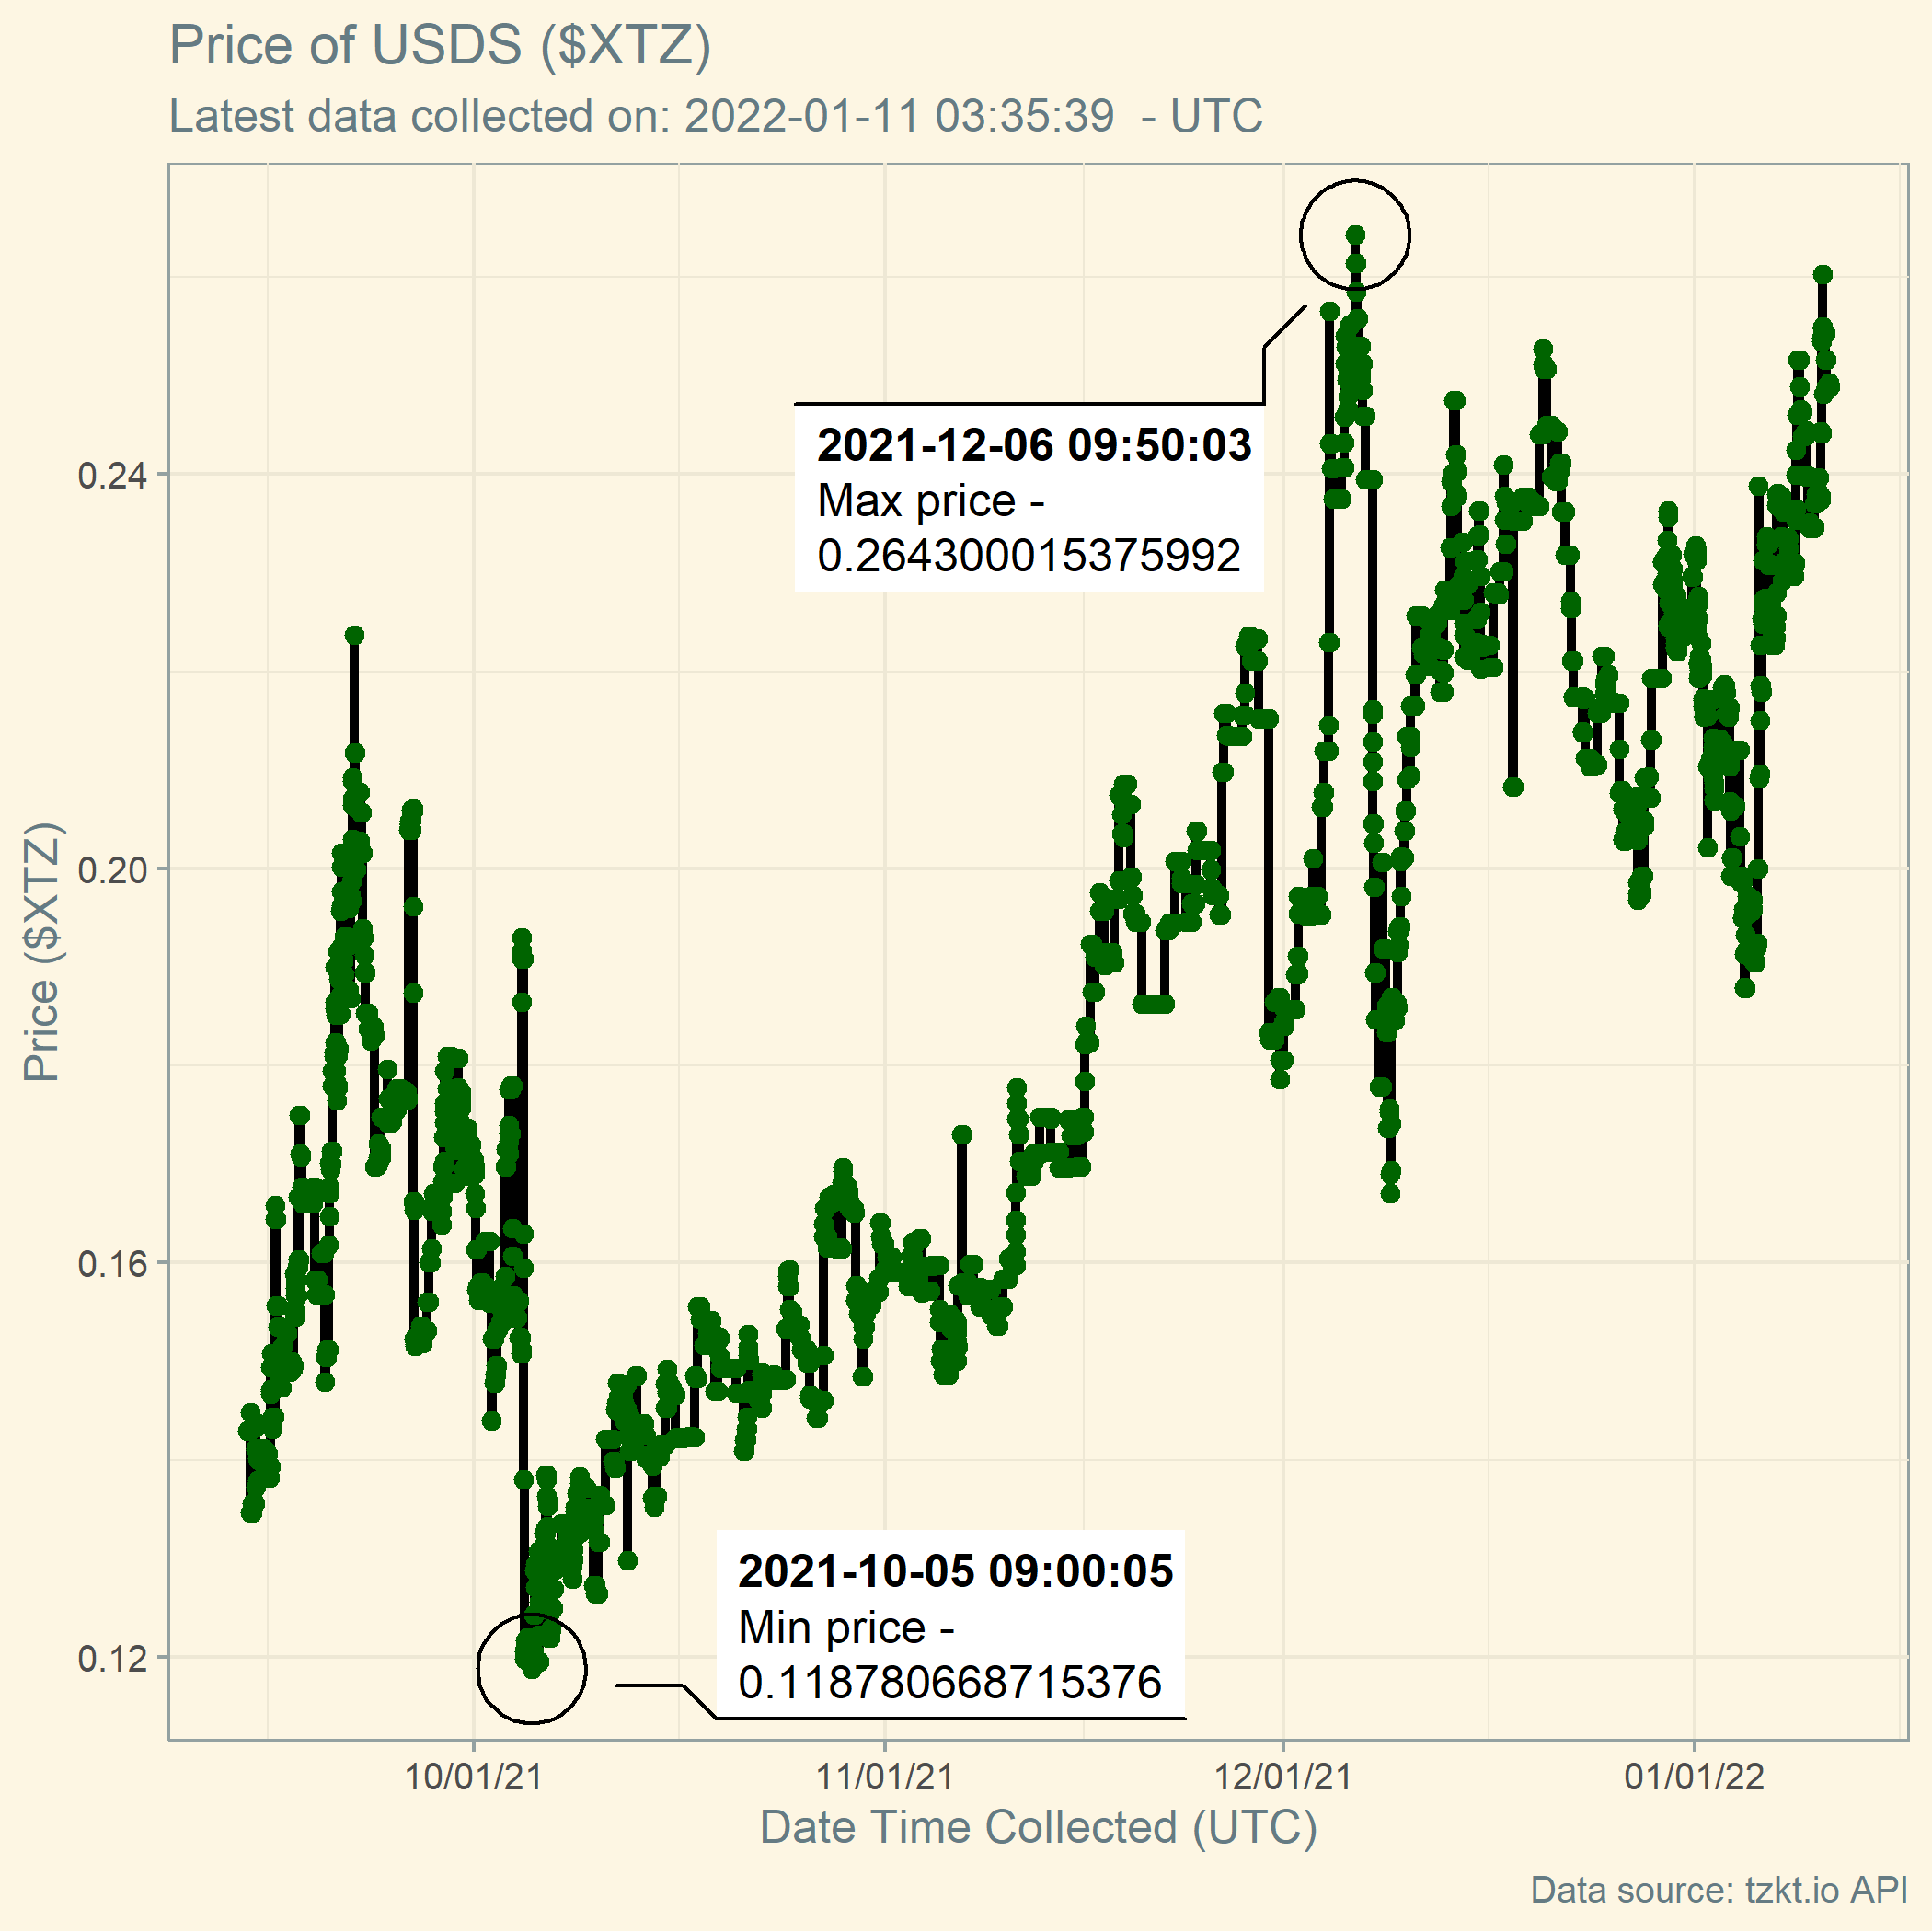 Price of USDS ($XTZ)
Latest data collected on: 2022-01-11 03:35:39  - UTC
2021-12-06 09:50:03
Max price -
0.264300015375992
0.24
0.20
0.16
0.12
Price ($XTZ)
2021-10-05 09:00:05
Min price -
0.118780668715376
10/01/21
11/01/21
12/01/21
01/01/22
Date Time Collected (UTC)
Data source: tzkt.io API